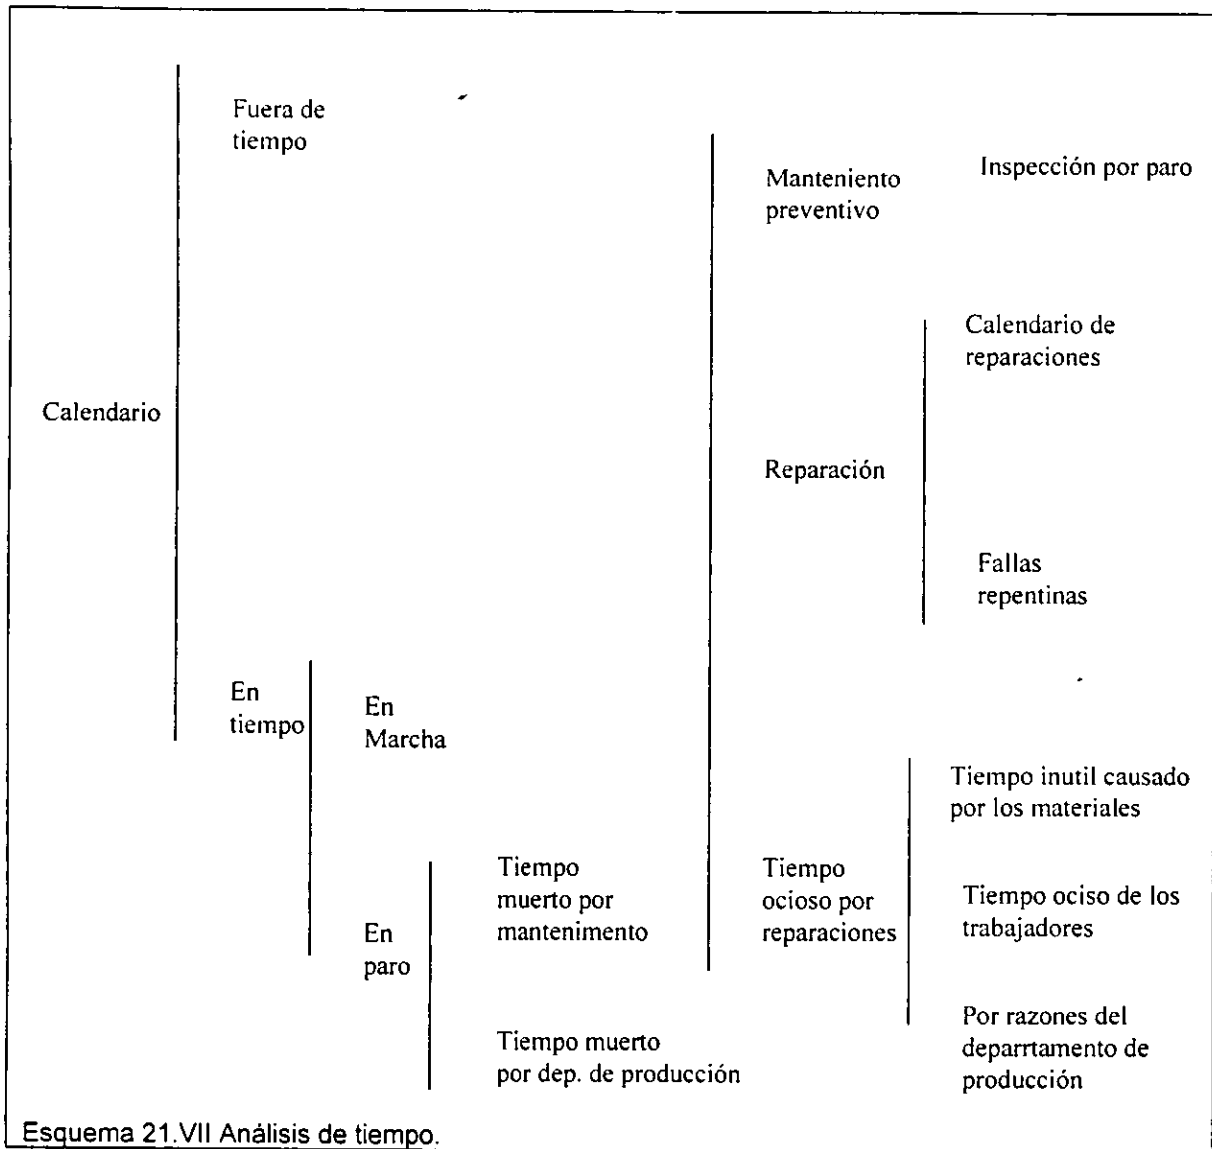 Fuera de
tiempo
Manteniento
preventivo
Inspección por paro
Calendario de
reparaciones
Calendario
Reparación
Fallas
repentinas
En
tiempo
En
Marcha
Tiempo inutil causado
por los materiales
Tiempo
muerto por
mantenimento
Tiempo
ocioso por
reparaciones
Tiempo ociso de los
trabajadores
En
paro
Por razones del
deparrtamento de
producción
Tiempo muerto
por dep. de producción
Esquema 21.VII Análisis de tiempo.